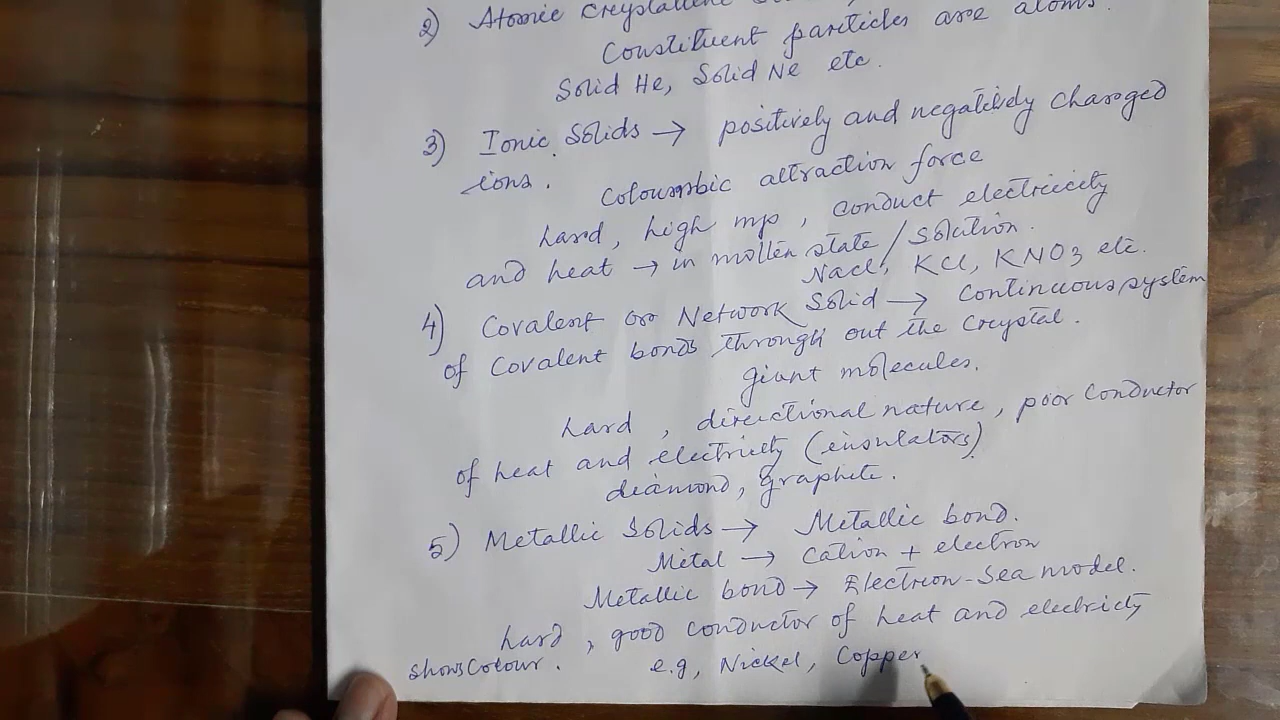 2) Atomic Crystalline
Constituent particles are atoms.
Solid He, Solid Ne etc.
3) Ionic Solids → positively and negatively charged
ions.
Coloumbic attraction force
hard, high mp, conduct electricity
and heat → in molten state / solution.
NaCl, KCl, KNO3 etc.
4) Covalent or Network Solid → Continuous system
of Covalent bonds through out the Crystal.
giant molecules.
hard, directional nature, poor Conductor
of heat and electricity (insulators)
diamond, graphite.
5) Metallic Solids → Metallic bond.
Metal → Cation + electron
Metallic bond → Electron-Sea model.
hard, good conductor of heat and electricity
shows Colour.
e.g, Nickel, Copper